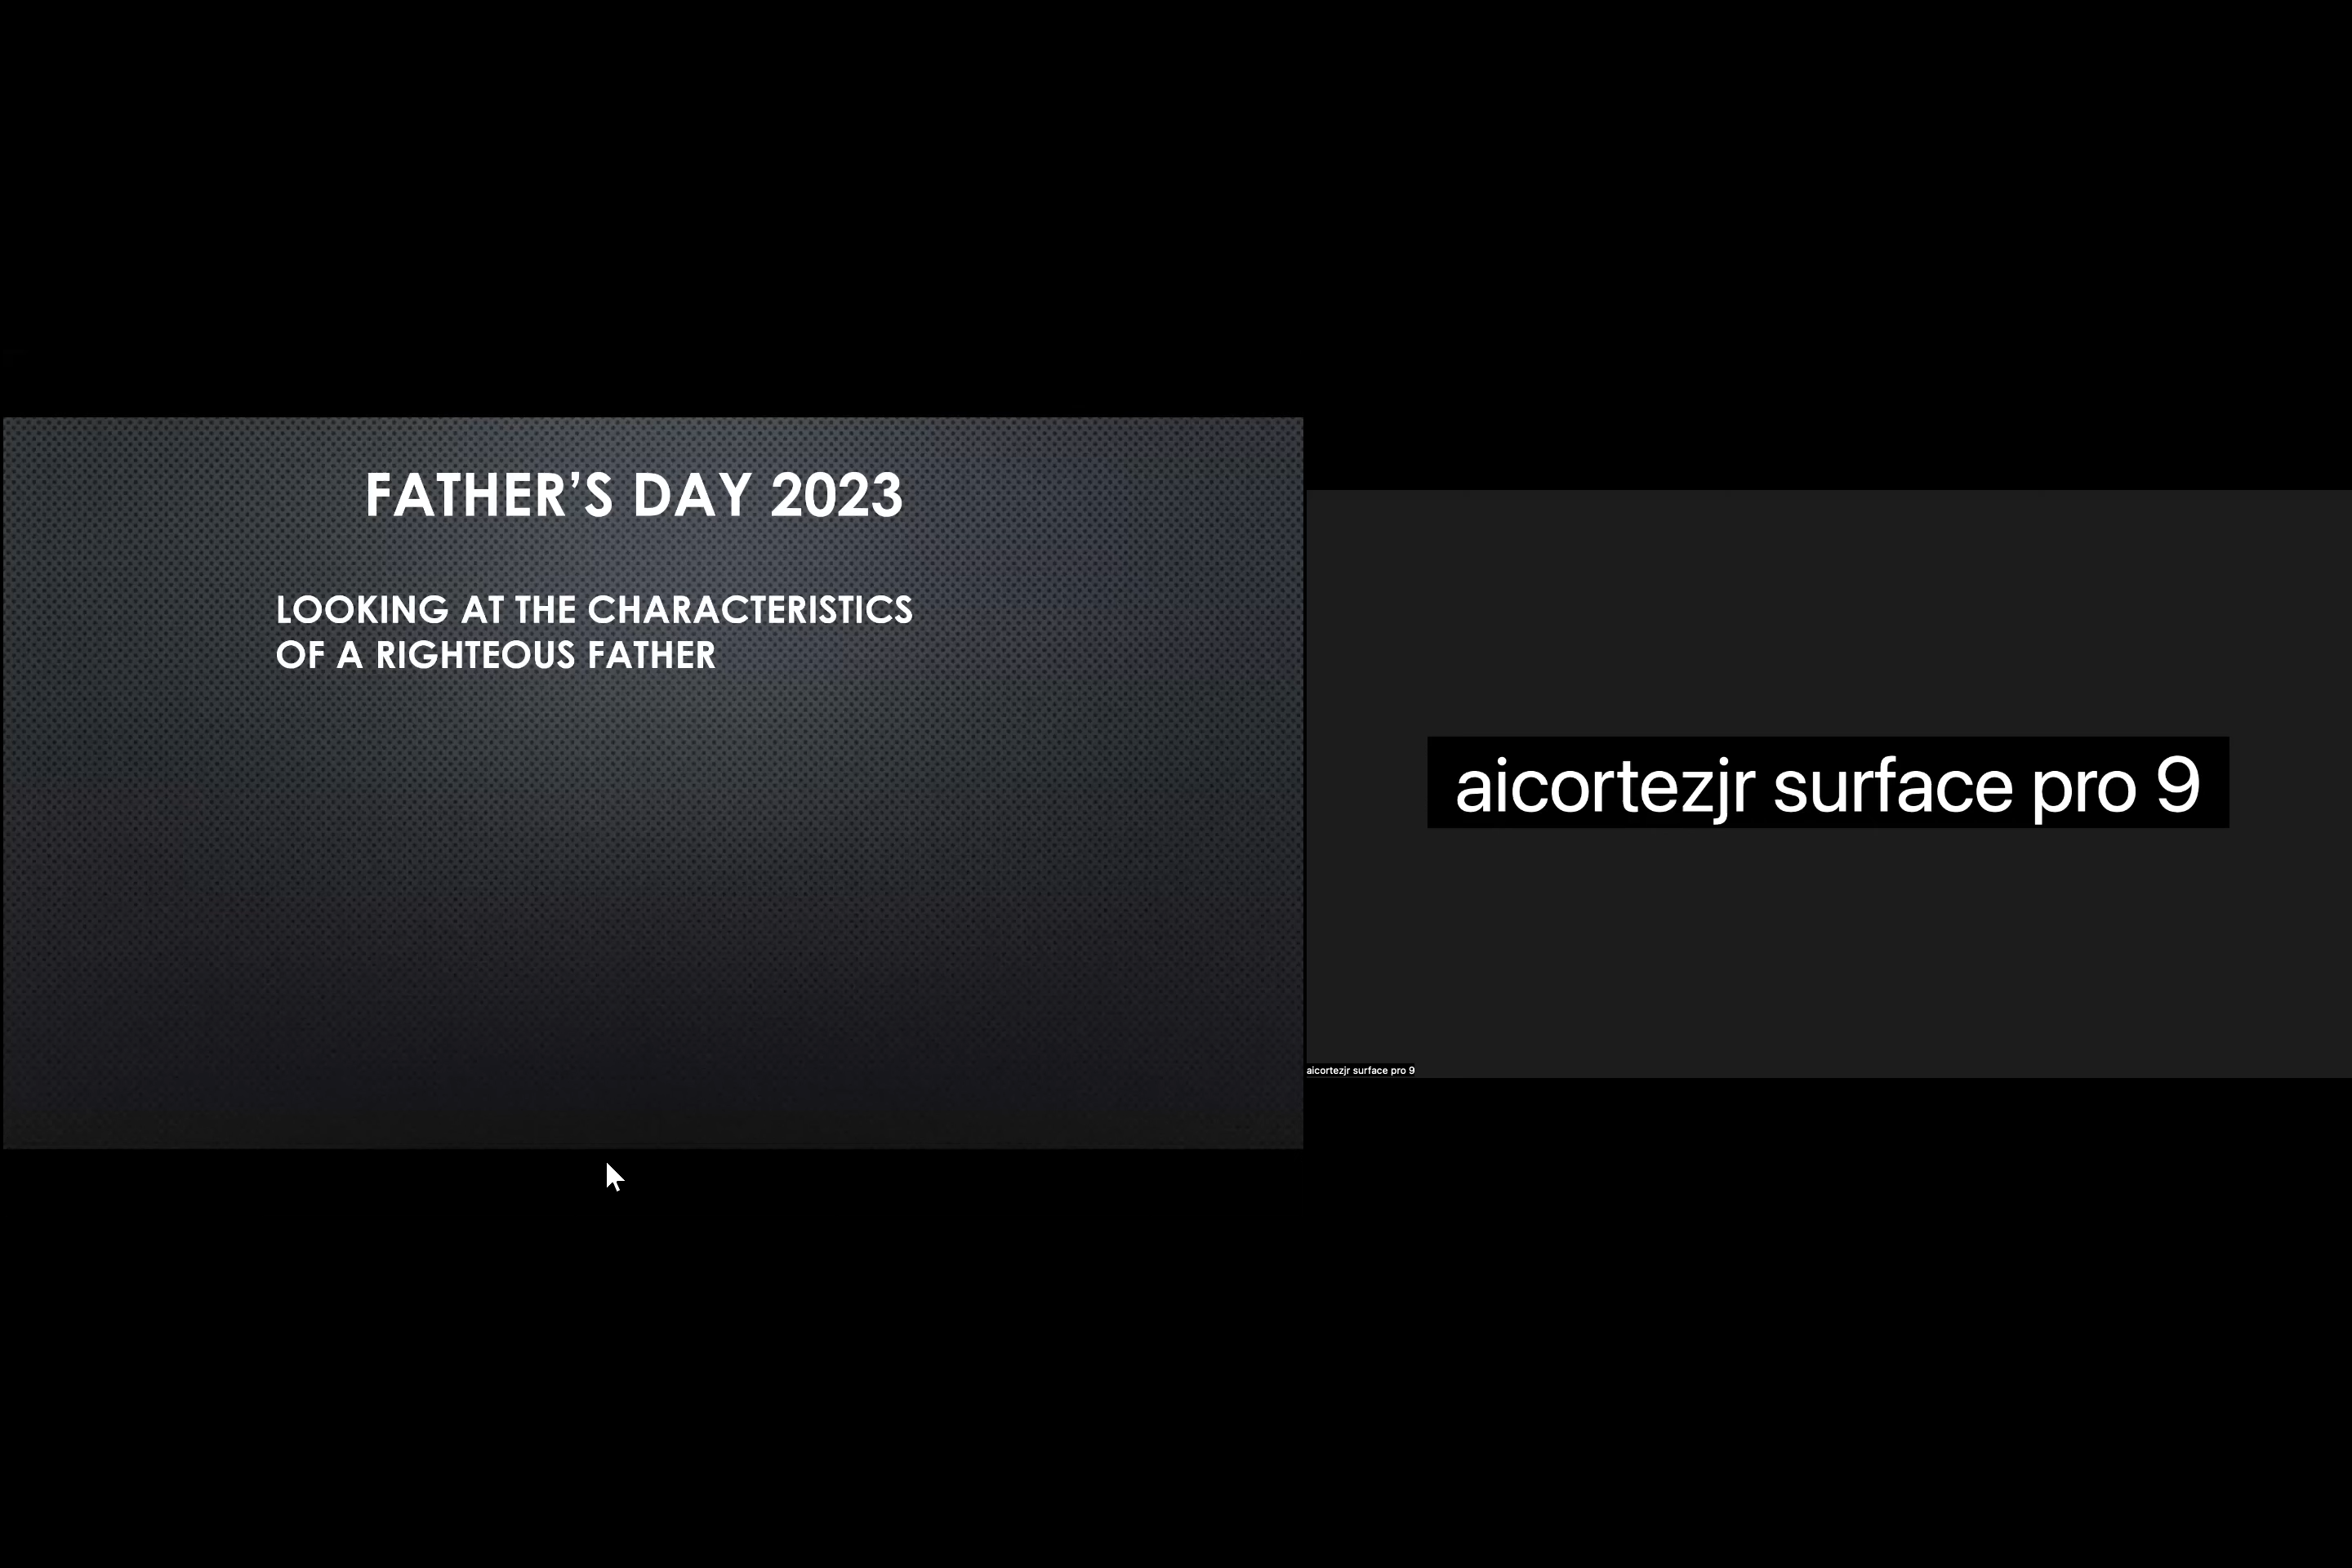 FATHER’S DAY 2023
LOOKING AT THE CHARACTERISTICS
OF A RIGHTEOUS FATHER
aicortezjr surface pro 9
aicortezjr surface pro 9